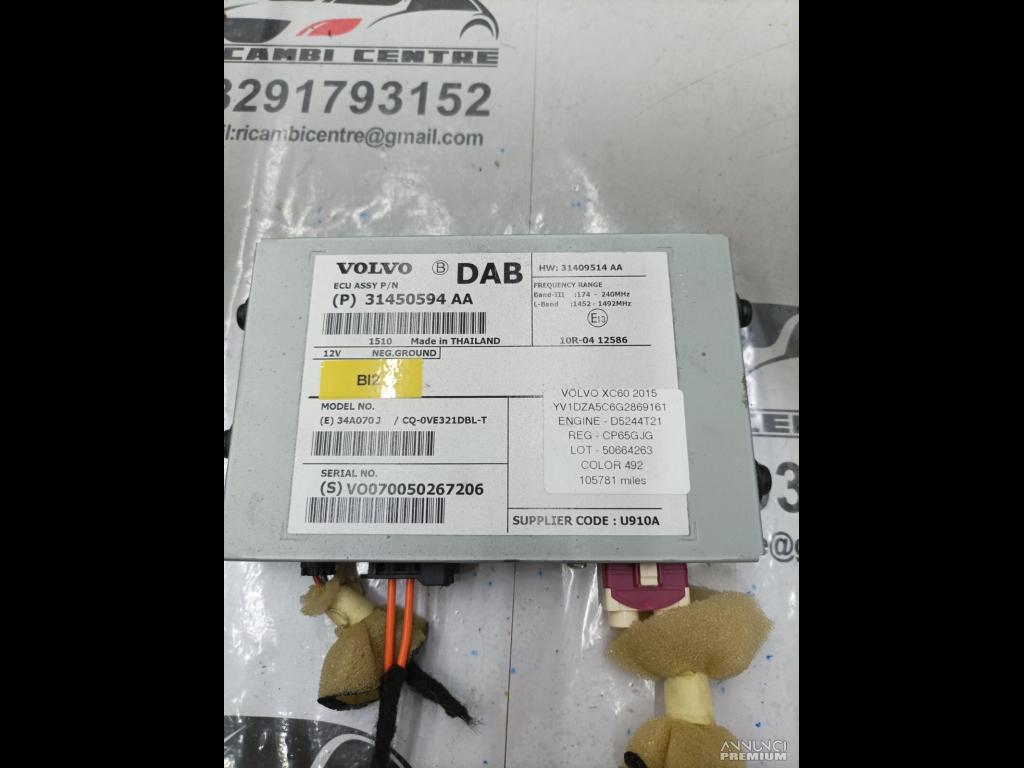 RICAMBI CENTRE
3291793152
il:ricambicentre@gmail.com
VOLVO B DAB
ECU ASSY P/N
(P) 31450594 AA
1510 Made in THAILAND
12V NEG.GROUND
HW: 31409514 AA
FREQUENCY RANGE
Band-III :174 - 240MHz
L-Band :1452 - 1492MHz
E13
10R-04 12586
MODEL NO.
(E) 34A070J / CQ-0VE321DBL-T
SERIAL NO.
(S) VO070050267206
VOLVO XC60 2015
YV1DZA5C6G2869161
ENGINE - D5244T21
REG - CP65GJG
LOT - 50664263
COLOR 492
105781 miles
SUPPLIER CODE : U910A
ANNUNCI
PREMIUM